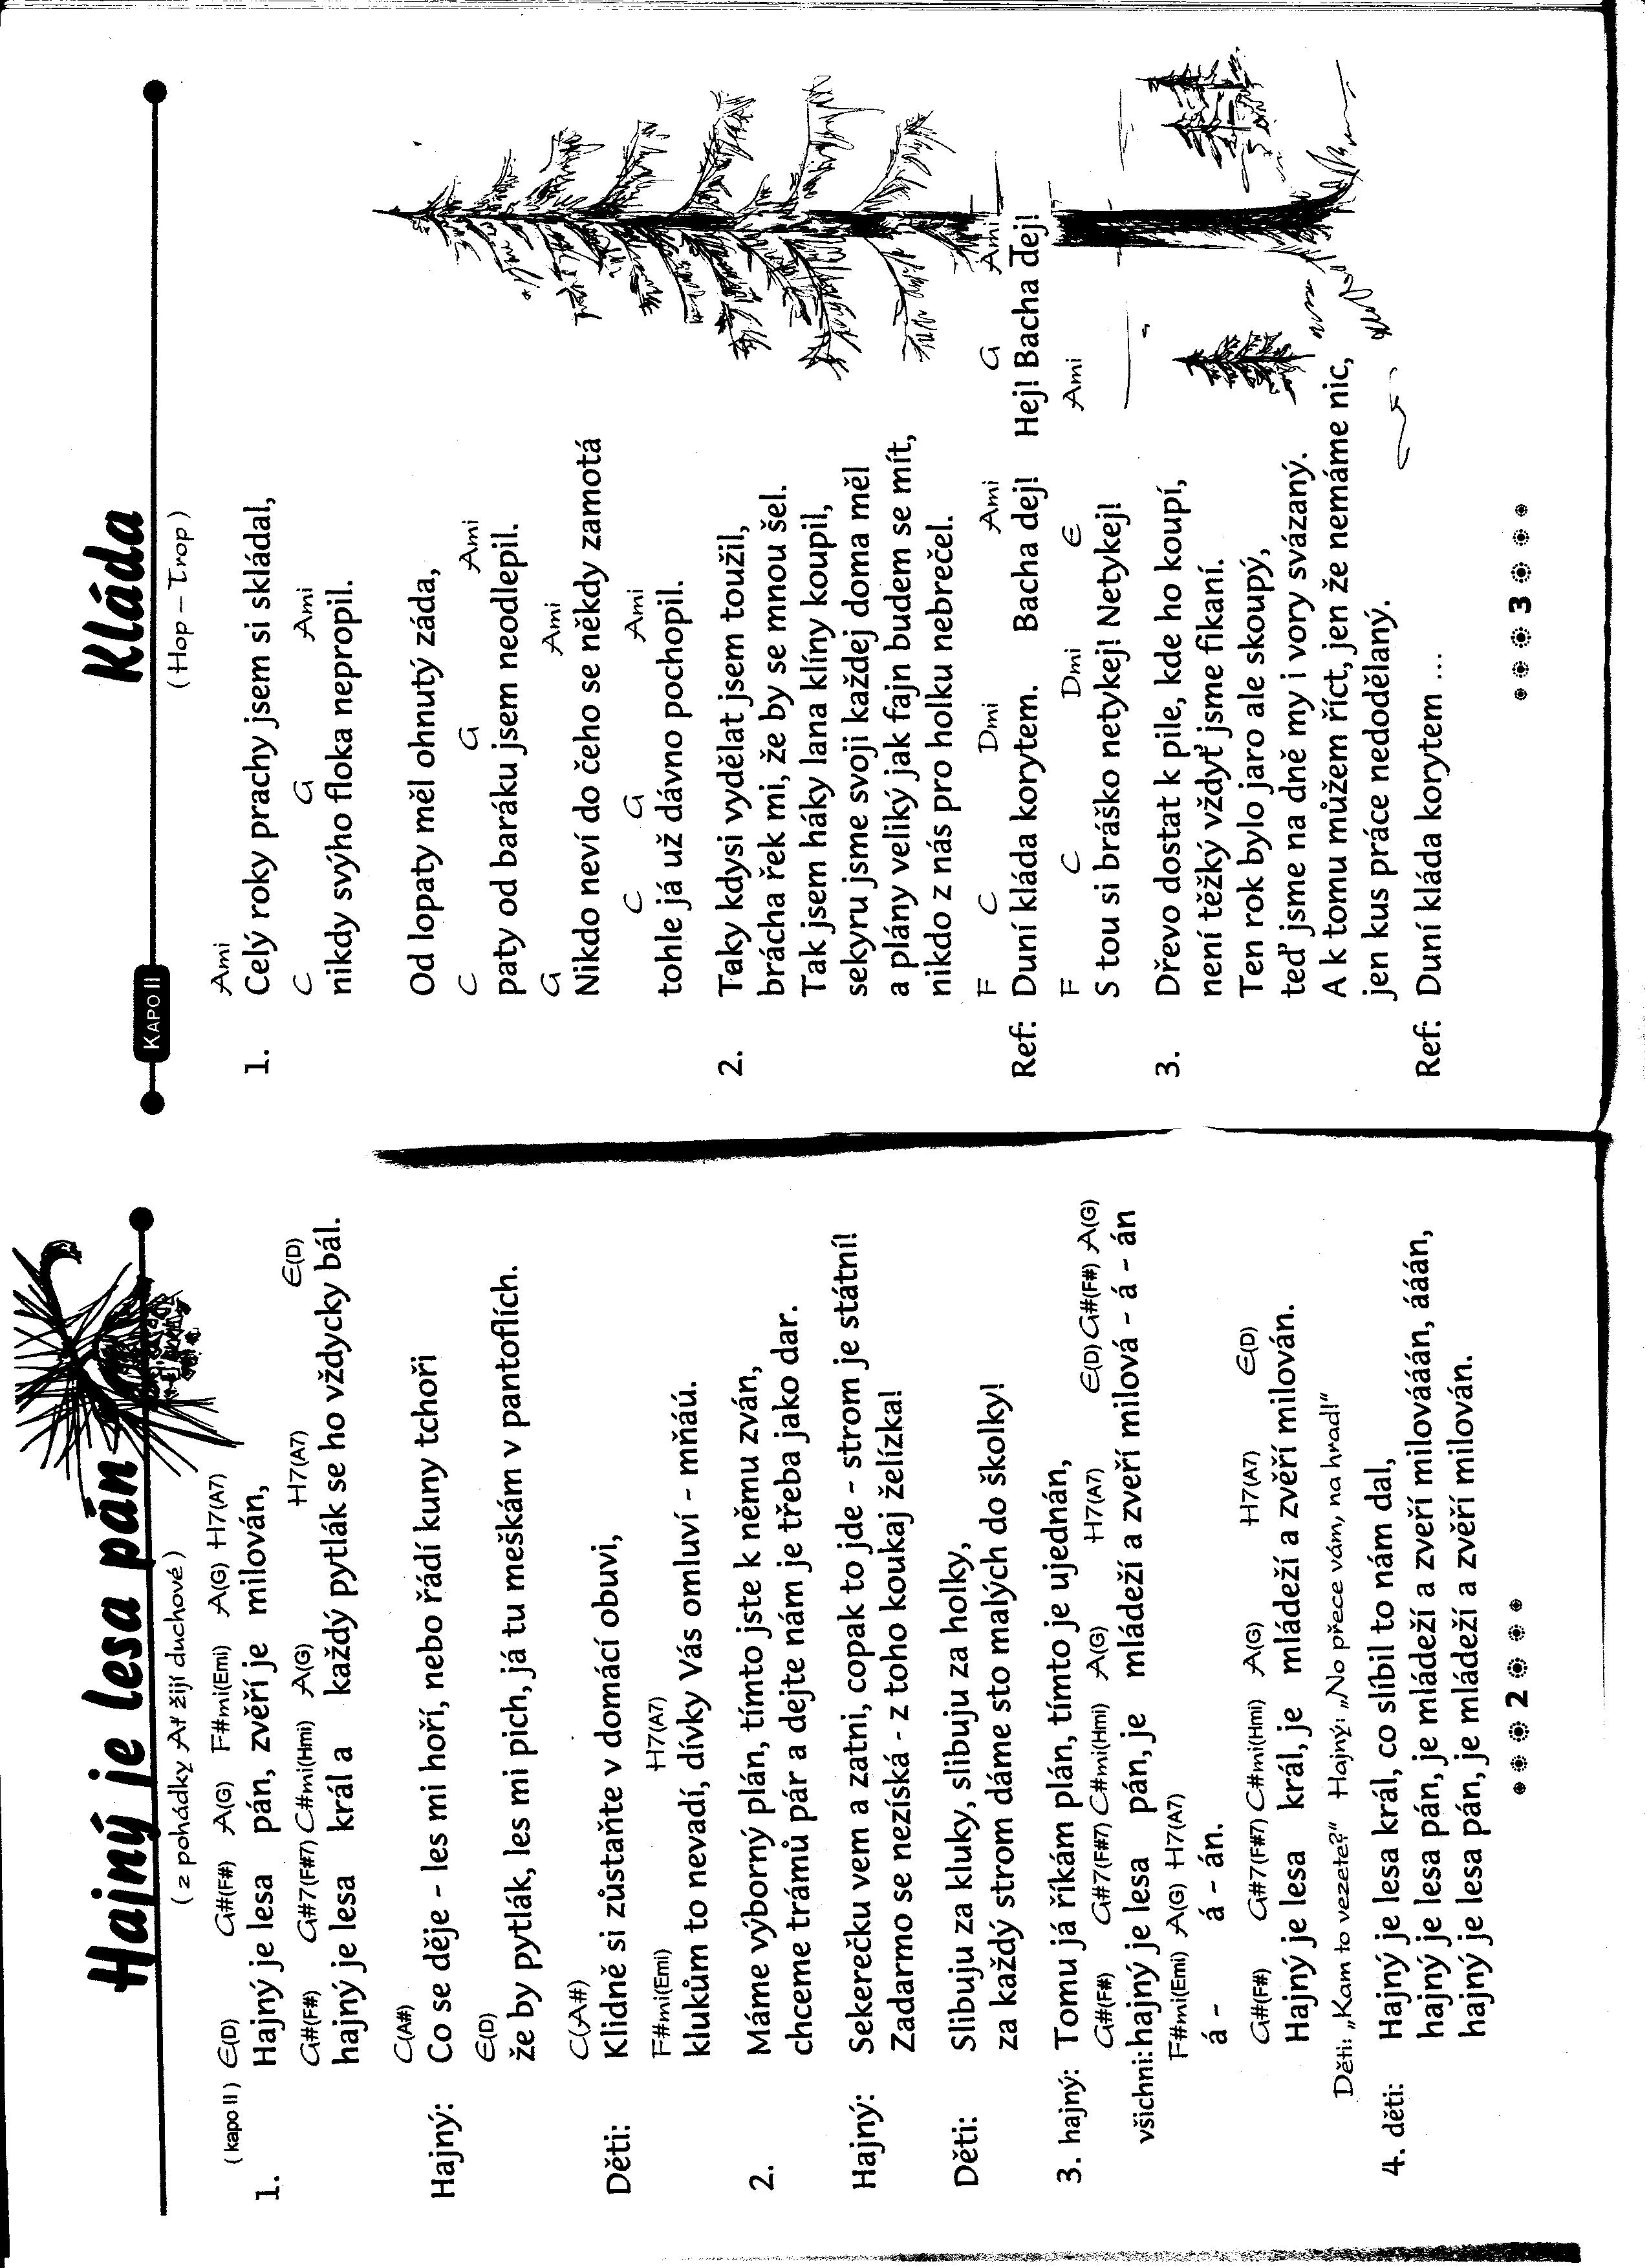 Hajný je lesa pán
( z pohádky Ať žijí duchové )
( kapo II ) E(D) G#(F#) A(G) F#mi(Emi) A(G) H7(A7)
1. Hajný je lesa pán, zvěří je milován,
G#(F#) G#7(F#7) C#mi(Hmi) A(G) H7(A7) E(D)
hajný je lesa král a každý pytlák se ho vždycky bál.
C(A#)
Hajný: Co se děje - les mi hoří, nebo řádí kuny tchoři
E(D)
že by pytlák, les mi pich, já tu meškám v pantoflích.
C(A#)
Děti: Klidně si zůstaňte v domácí obuvi,
F#mi(Emi) H7(A7)
klukům to nevadí, dívky Vás omluví - mňáú.
2. Máme výborný plán, tímto jste k němu zván,
chceme trámů pár a dejte nám je třeba jako dar.
Hajný: Sekerečku vem a zatni, copak to jde - strom je státní!
Zadarmo se nezíská - z toho koukaj želízka!
Děti: Slibuju za kluky, slibuju za holky,
za každý strom dáme sto malých do školky!
3. hajný: Tomu já říkám plán, tímto je ujednán,
G#(F#) G#7(F#7) C#mi(Hmi) A(G) H7(A7) E(D) G#(F#) A(G)
všichni: hajný je lesa pán, je mládeží a zveří milová - á - án
F#mi(Emi) A(G) H7(A7)
á - á - án.
G#(F#) G#7(F#7) C#mi(Hmi) A(G) H7(A7) E(D)
Hajný je lesa král, je mládeží a zvěří milován.
Děti: „Kam to vezete?“ Hajný: „No přece vám, na hrad!“
4. děti: Hajný je lesa král, co slíbil to nám dal,
hajný je lesa pán, je mládeží a zveří milovááán, ááán,
hajný je lesa pán, je mládeží a zvěří milován.
2
Kláda
KAPO II
( Hop – Trop )
Ami
1. Celý roky prachy jsem si skládal,
C G Ami
nikdy svýho floka nepropil.
Od lopaty měl ohnutý záda,
C G Ami
paty od baráku jsem neodlepil.
G Ami
Nikdo neví do čeho se někdy zamotá
C G Ami
tohle já už dávno pochopil.
2. Taky kdysi vydělat jsem toužil,
brácha řek mi, že by se mnou šel.
Tak jsem háky lana klíny koupil,
sekyru jsme svoji každej doma měl
a plány veliký jak fajn budem se mít,
nikdo z nás pro holku nebrečel.
F C Dmi Ami G Ami
Ref: Duní kláda korytem. Bacha dej! Hej! Bacha dej!
F C Dmi E Ami
S tou si bráško netykej! Netykej!
3. Dřevo dostat k pile, kde ho koupí,
není těžký vždyť jsme fikaní.
Ten rok bylo jaro ale skoupý,
teď jsme na dně my i vory svázaný.
A k tomu můžem říct, jen že nemáme nic,
jen kus práce nedodělaný.
Ref: Duní kláda korytem ...
3